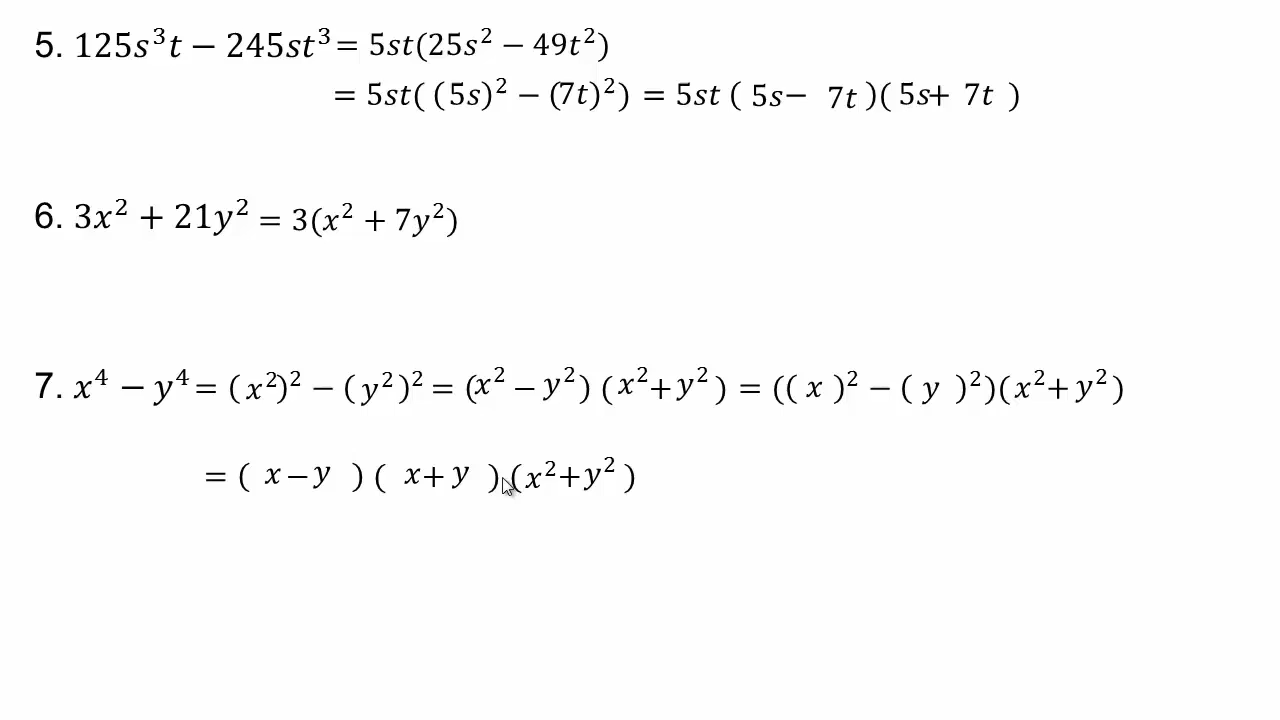 5. 125s³t − 245st³ = 5st(25s² − 49t²)
= 5st( (5s)² − (7t)² ) = 5st ( 5s − 7t )( 5s + 7t )
6. 3x² + 21y² = 3(x² + 7y²)
7. x⁴ − y⁴ = ( x² )² − ( y² )² = (x² − y²) (x² + y² ) = (( x )² − ( y )²)(x² + y² )
= ( x − y ) ( x + y ) (x² + y² )